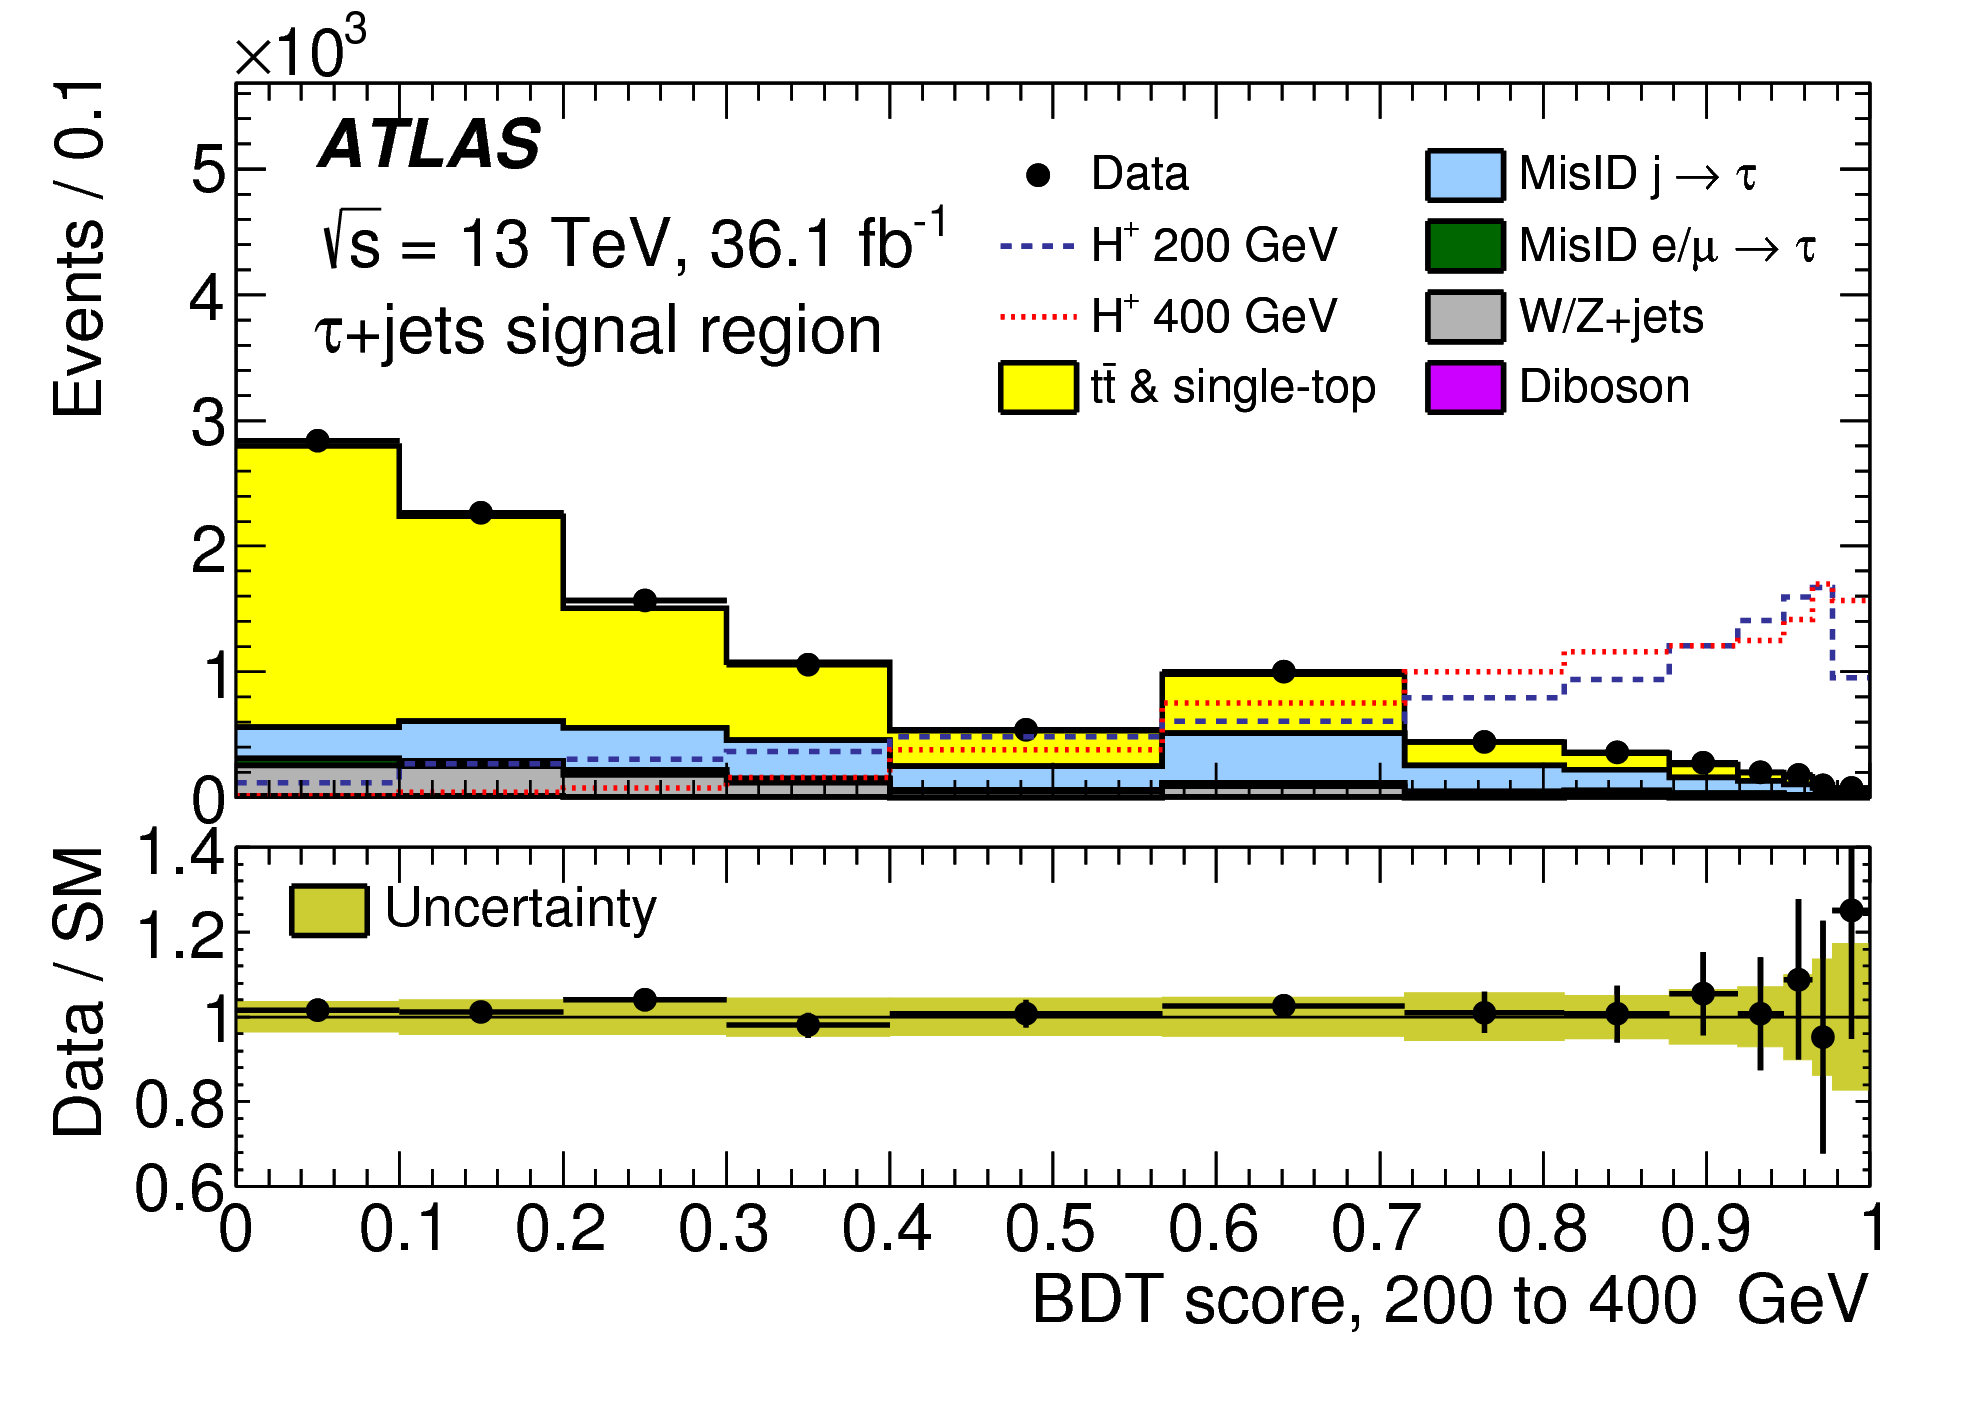 ×10³
Events / 0.1
5
4
3
2
1
0
ATLAS
√s = 13 TeV, 36.1 fb⁻¹
τ+jets signal region
Data
H⁺ 200 GeV
H⁺ 400 GeV
tt̄ & single-top
MisID j → τ
MisID e/μ → τ
W/Z+jets
Diboson
Data / SM
1.4
1.2
1
0.8
0.6
Uncertainty
0 0.1 0.2 0.3 0.4 0.5 0.6 0.7 0.8 0.9 1
BDT score, 200 to 400 GeV